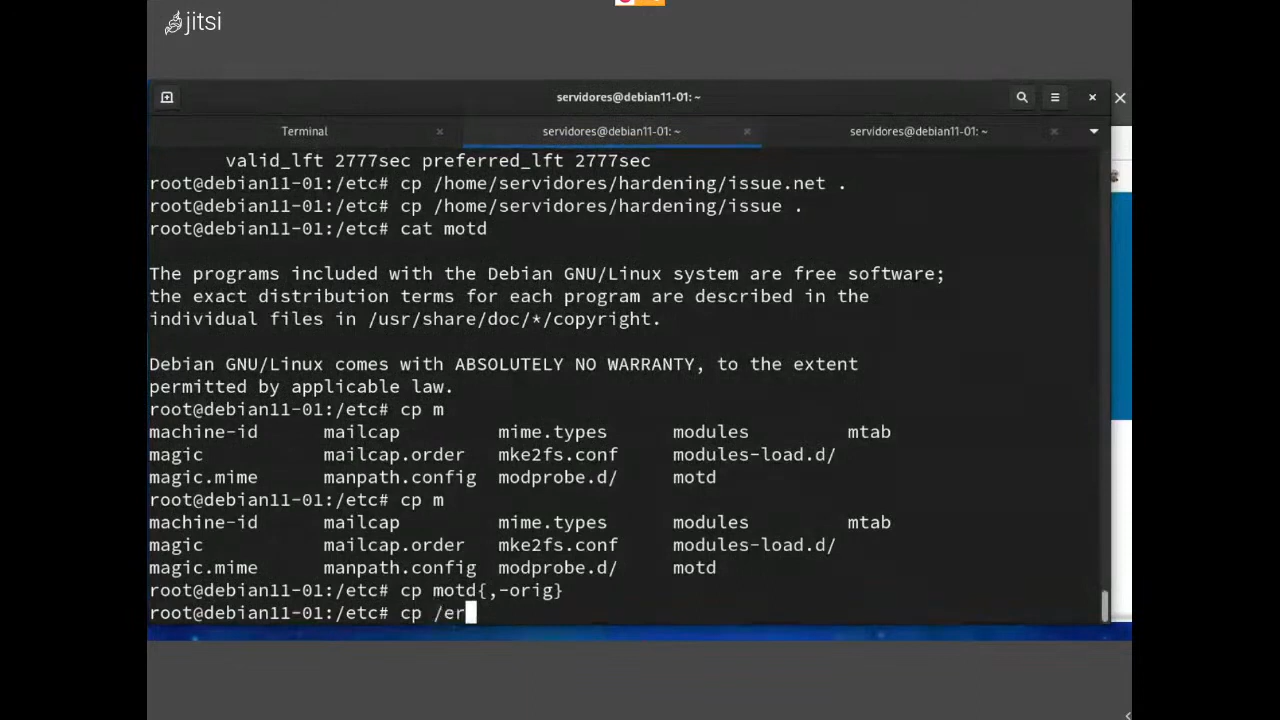 jitsi
servidores@debian11-01: ~
Terminal
servidores@debian11-01: ~
servidores@debian11-01: ~
valid_lft 2777sec preferred_lft 2777sec
root@debian11-01:/etc# cp /home/servidores/hardening/issue.net .
root@debian11-01:/etc# cp /home/servidores/hardening/issue .
root@debian11-01:/etc# cat motd
The programs included with the Debian GNU/Linux system are free software;
the exact distribution terms for each program are described in the
individual files in /usr/share/doc/*/copyright.
Debian GNU/Linux comes with ABSOLUTELY NO WARRANTY, to the extent
permitted by applicable law.
root@debian11-01:/etc# cp m
machine-id mailcap mime.types modules mtab
magic mailcap.order mke2fs.conf modules-load.d/
magic.mime manpath.config modprobe.d/ motd
root@debian11-01:/etc# cp m
machine-id mailcap mime.types modules mtab
magic mailcap.order mke2fs.conf modules-load.d/
magic.mime manpath.config modprobe.d/ motd
root@debian11-01:/etc# cp motd{,-orig}
root@debian11-01:/etc# cp /er